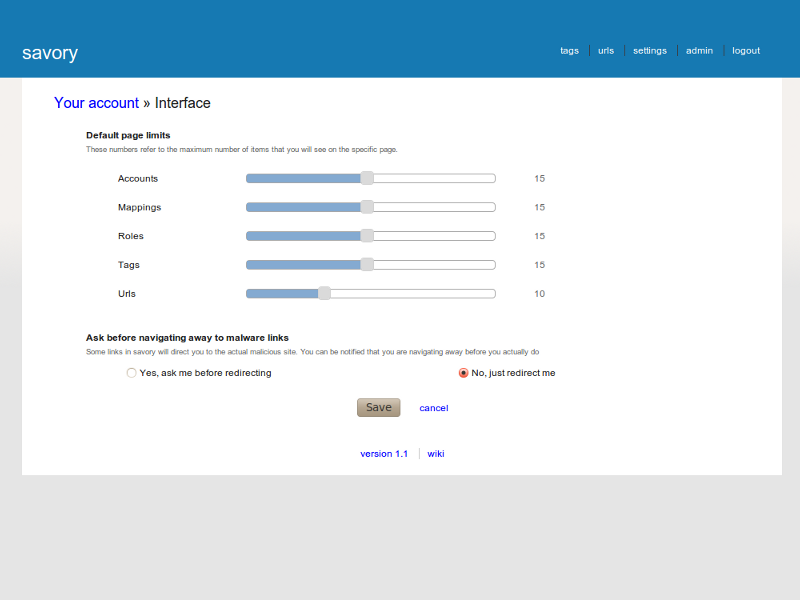 savory
tags urls settings admin logout
Your account » Interface
Default page limits
These numbers refer to the maximum number of items that you will see on the specific page.
Accounts 15
Mappings 15
Roles 15
Tags 15
Urls 10
Ask before navigating away to malware links
Some links in savory will direct you to the actual malicious site. You can be notified that you are navigating away before you actually do
Yes, ask me before redirecting No, just redirect me
Save cancel
version 1.1 wiki